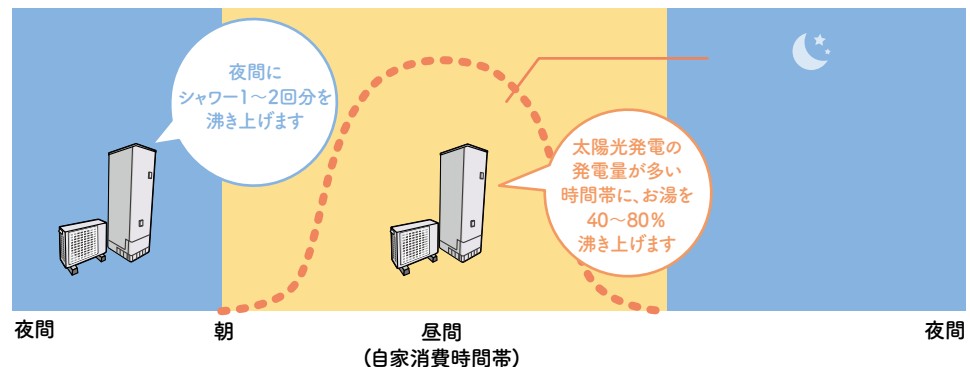 夜間に
シャワー1〜2回分を
沸き上げます
太陽光発電の
発電量が多い
時間帯に、お湯を
40〜80%
沸き上げます
夜間
朝
昼間
(自家消費時間帯)
夜間